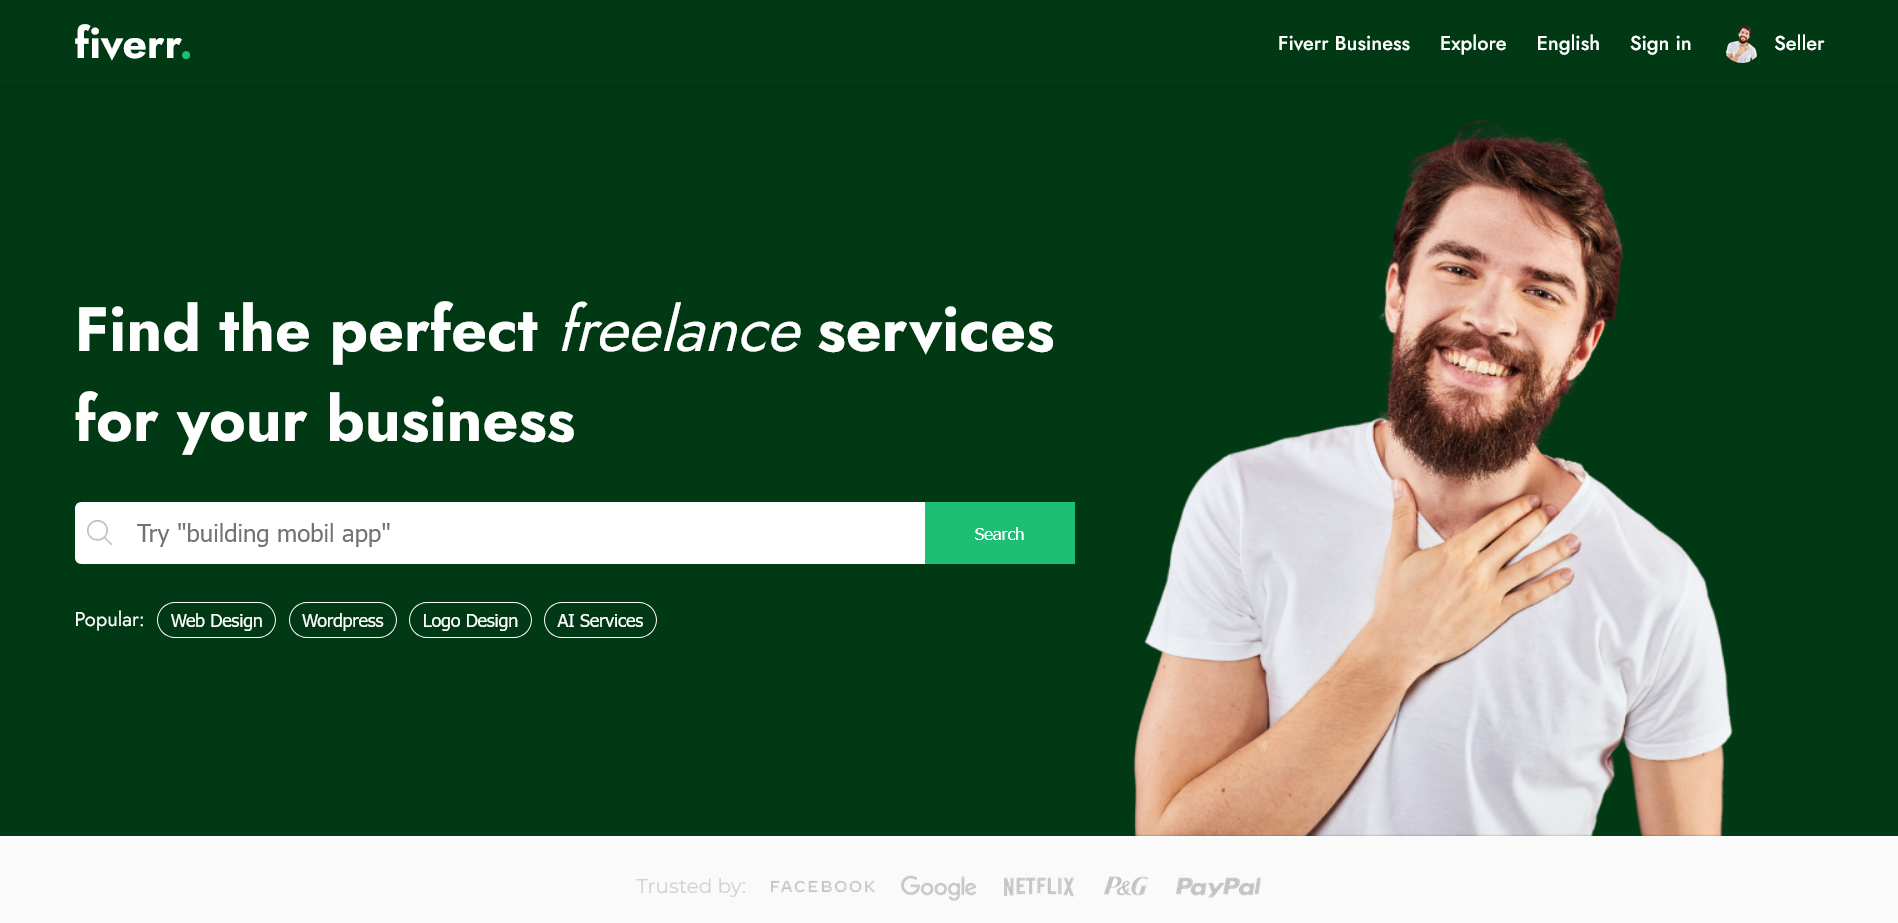 fiverr.
Fiverr Business Explore English Sign in Seller
Find the perfect freelance services
for your business
Try "building mobil app"
Search
Popular: Web Design Wordpress Logo Design AI Services
Trusted by: FACEBOOK Google NETFLIX P&G PayPal